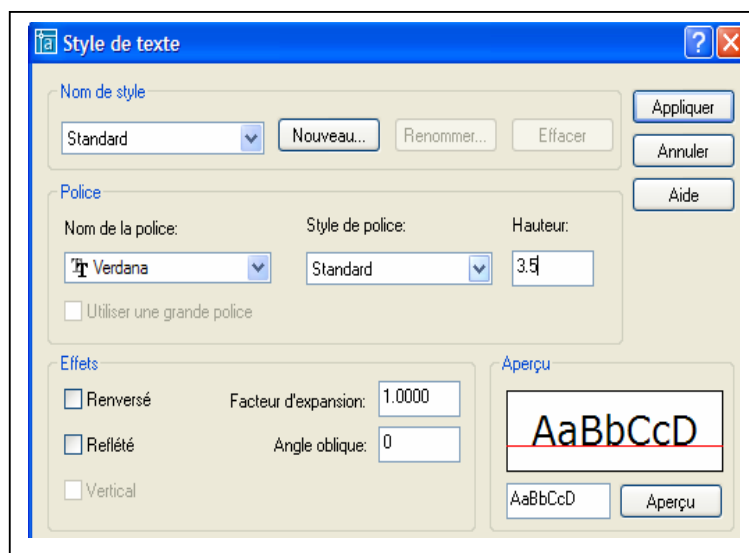 Style de texte
Nom de style
Standard Nouveau... Renommer... Effacer Appliquer
Annuler
Police Aide
Nom de la police: Style de police: Hauteur:
Verdana Standard 3.5
Utiliser une grande police
Effets Aperçu
Renversé Facteur d'expansion: 1.0000
AaBbCcD
Reflété Angle oblique: 0
Vertical AaBbCcD Aperçu